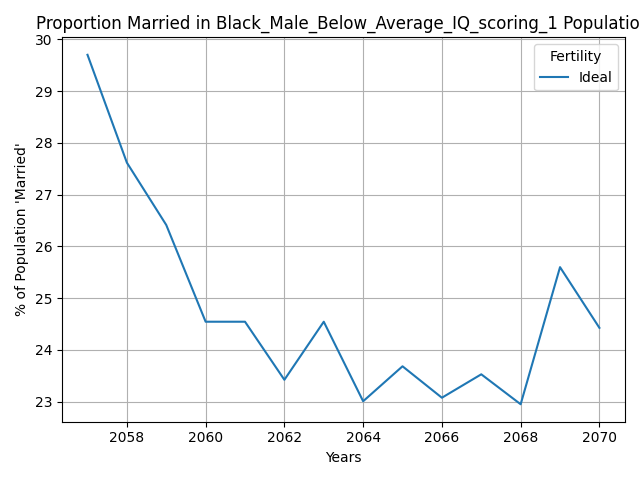 Proportion Married in Black_Male_Below_Average_IQ_scoring_1 Populatio
30
29
28
27
26
25
24
23
% of Population 'Married'
Fertility
Ideal
2058 2060 2062 2064 2066 2068 2070
Years